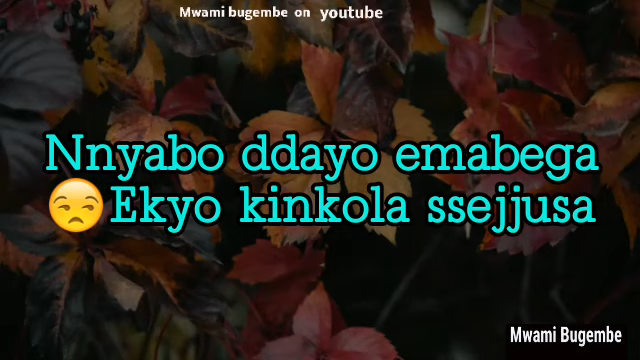 Mwami bugembe on youtube
Nnyabo ddayo emabega
😒Ekyo kinkola ssejjusa
Mwami Bugembe